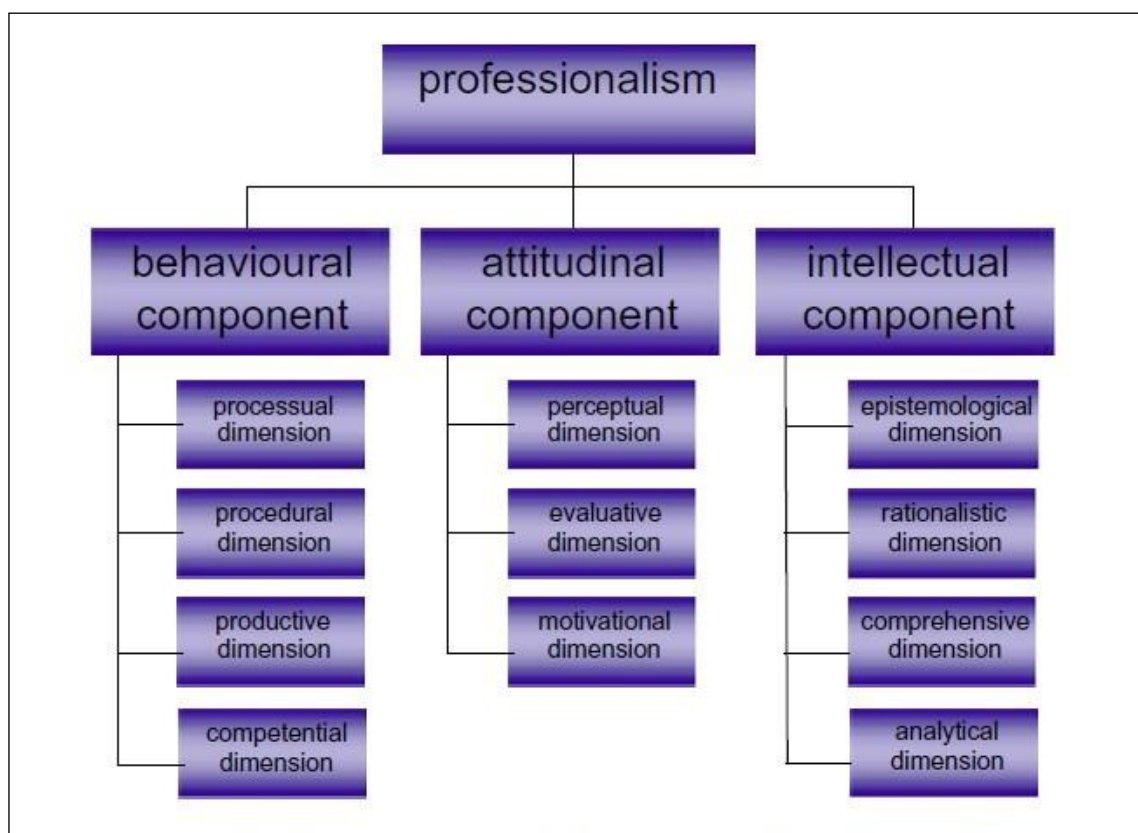 professionalism
behavioural
component
attitudinal
component
intellectual
component
processual
dimension
procedural
dimension
productive
dimension
competential
dimension
perceptual
dimension
evaluative
dimension
motivational
dimension
epistemological
dimension
rationalistic
dimension
comprehensive
dimension
analytical
dimension